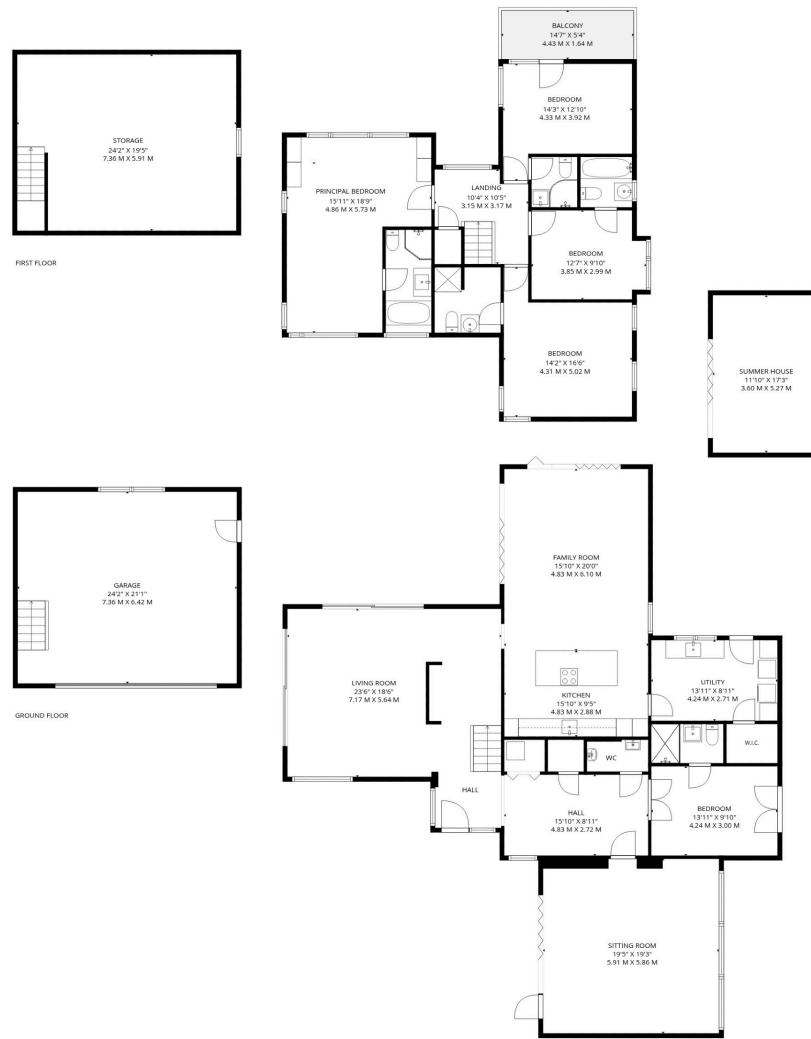 BALCONY
14'7" X 5'4"
4.43 M X 1.64 M
STORAGE
24'2" X 19'5"
7.36 M X 5.91 M
FIRST FLOOR
BEDROOM
14'3" X 12'10"
4.33 M X 3.92 M
PRINCIPAL BEDROOM
15'11" X 18'9"
4.86 M X 5.73 M
LANDING
10'4" X 10'5"
3.15 M X 3.17 M
BEDROOM
12'7" X 9'10"
3.85 M X 2.99 M
BEDROOM
14'2" X 16'6"
4.31 M X 5.02 M
SUMMER HOUSE
11'10" X 17'3"
3.60 M X 5.27 M
GARAGE
24'2" X 21'1"
7.36 M X 6.42 M
GROUND FLOOR
FAMILY ROOM
15'10" X 20'0"
4.83 M X 6.10 M
LIVING ROOM
23'6" X 18'6"
7.17 M X 5.64 M
KITCHEN
15'10" X 9'5"
4.83 M X 2.88 M
UTILITY
13'11" X 8'11"
4.24 M X 2.71 M
W.I.C.
WC
HALL
HALL
15'10" X 8'11"
4.83 M X 2.72 M
BEDROOM
13'11" X 9'10"
4.24 M X 3.00 M
SITTING ROOM
19'5" X 19'3"
5.91 M X 5.86 M